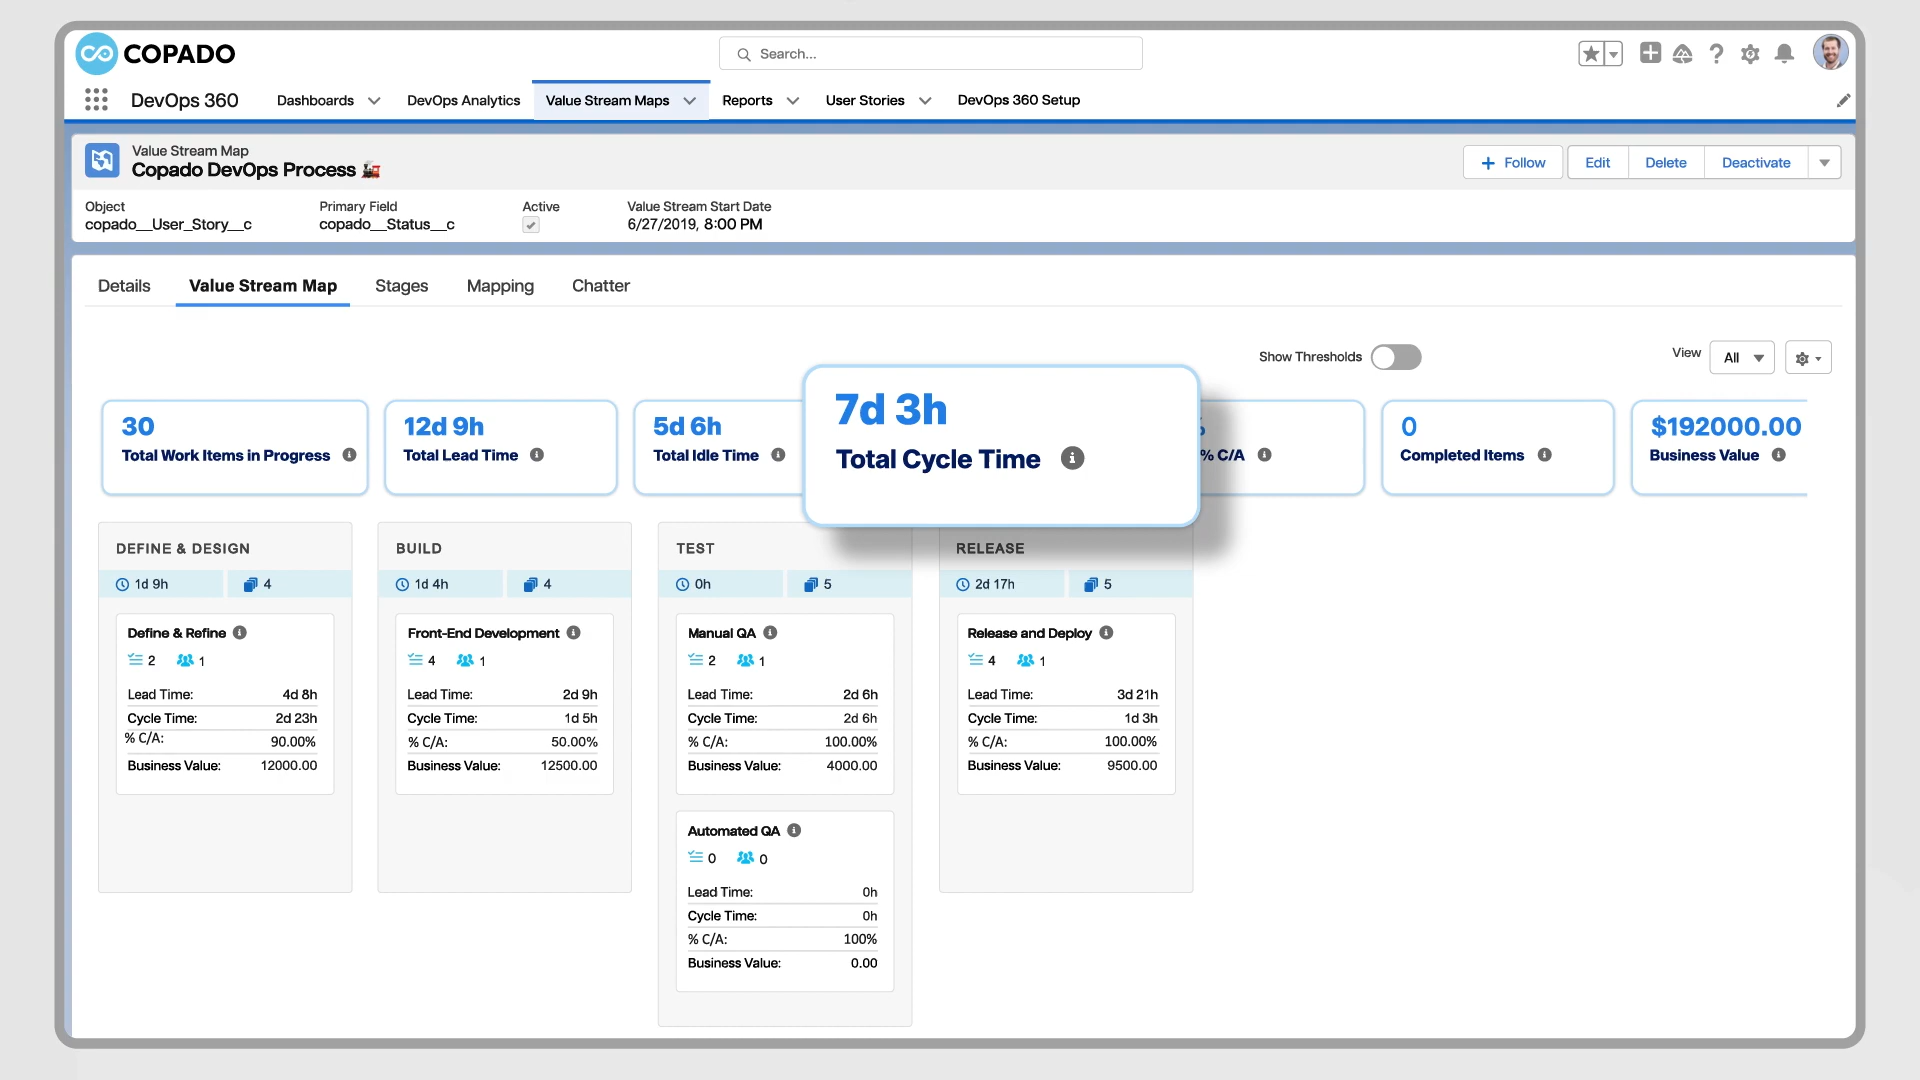 COPADO
Search...
DevOps 360
Dashboards
DevOps Analytics
Value Stream Maps
Reports
User Stories
DevOps 360 Setup
Value Stream Map
Copado DevOps Process
Follow
Edit
Delete
Deactivate
Object
Primary Field
Active
Value Stream Start Date
copado__User_Story__c
copado__Status__c
6/27/2019, 8:00 PM
Details
Value Stream Map
Stages
Mapping
Chatter
Show Thresholds
View
All
30
Total Work Items in Progress
12d 9h
Total Lead Time
5d 6h
Total Idle Time
7d 3h
Total Cycle Time
% C/A
0
Completed Items
$192000.00
Business Value
DEFINE & DESIGN
1d 9h
4
Define & Refine
2 1
Lead Time: 4d 8h
Cycle Time: 2d 23h
% C/A: 90.00%
Business Value: 12000.00
BUILD
1d 4h
4
Front-End Development
4 1
Lead Time: 2d 9h
Cycle Time: 1d 5h
% C/A: 50.00%
Business Value: 12500.00
TEST
0h
5
Manual QA
2 1
Lead Time: 2d 6h
Cycle Time: 2d 6h
% C/A: 100.00%
Business Value: 4000.00
Automated QA
0 0
Lead Time: 0h
Cycle Time: 0h
% C/A: 100%
Business Value: 0.00
RELEASE
2d 17h
5
Release and Deploy
4 1
Lead Time: 3d 21h
Cycle Time: 1d 3h
% C/A: 100.00%
Business Value: 9500.00